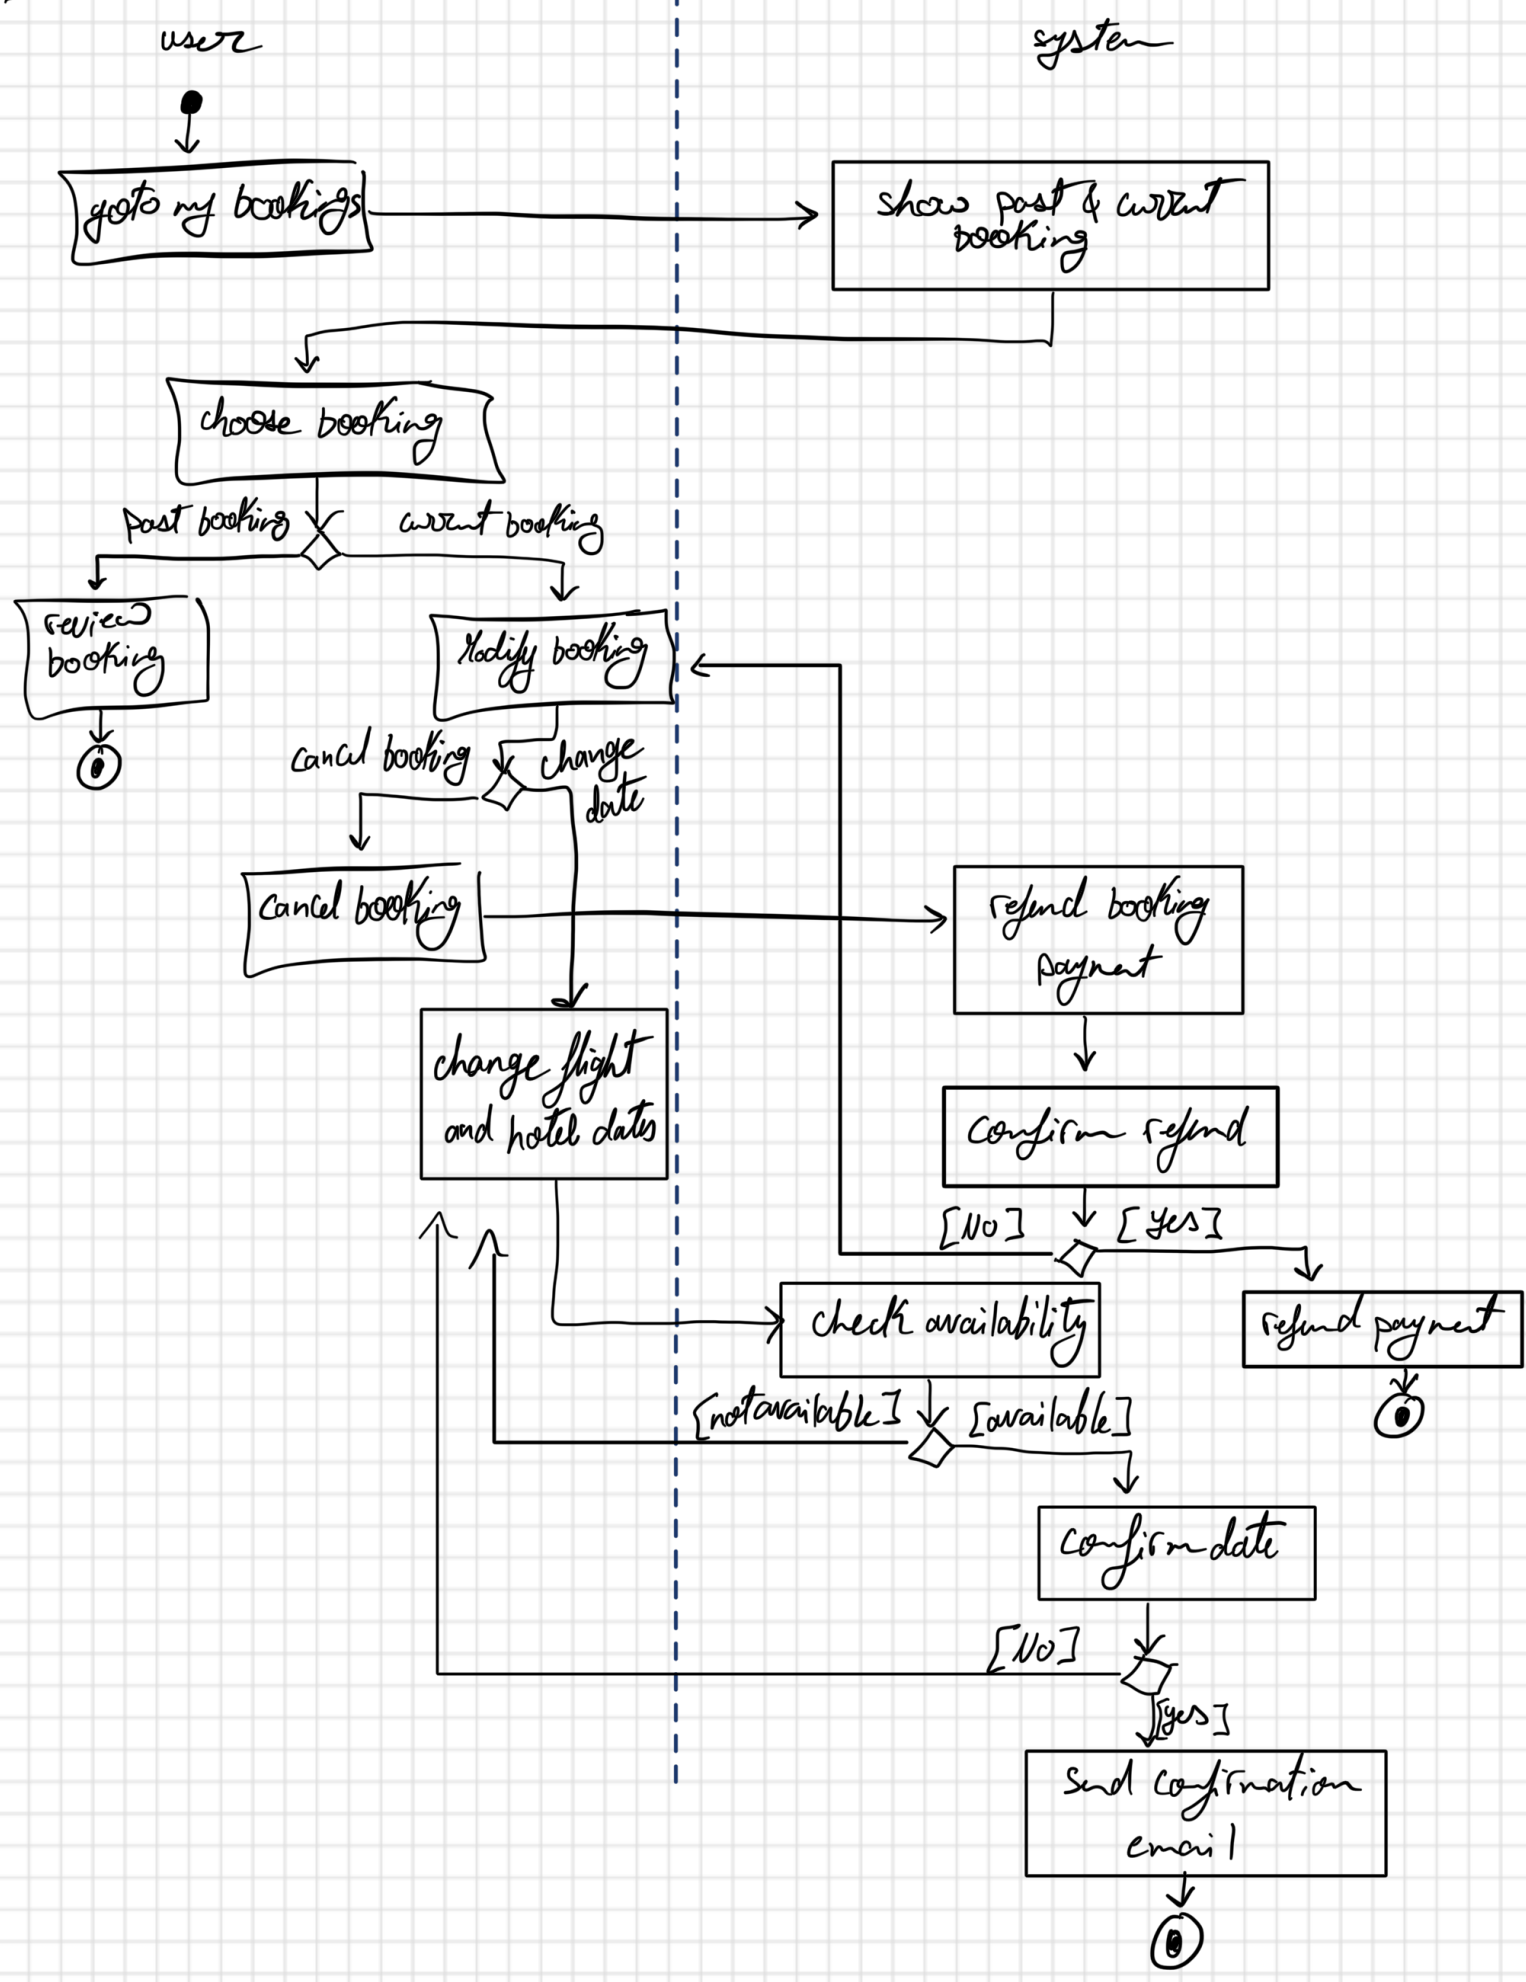 user
system
goto my bookings
show past & current
booking
choose booking
past booking
current booking
review
booking
Modify booking
cancel booking
change
date
cancel booking
refund booking
payment
change flight
and hotel dates
confirm refund
[No]
[yes]
check availability
refund payment
[not available]
[available]
confirm date
[No]
[yes]
send confirmation
email